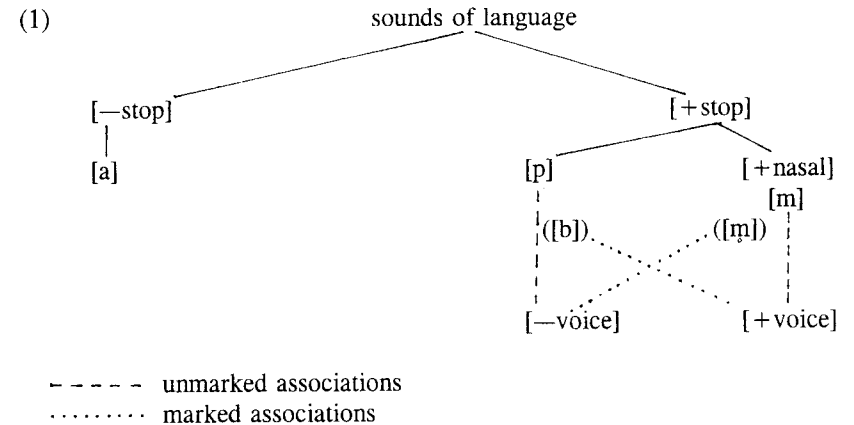 (1) sounds of language
[—stop] [+stop]
[a] [p] [+nasal]
[m]
([b]) ([m̥])
[—voice] [+voice]
unmarked associations
marked associations